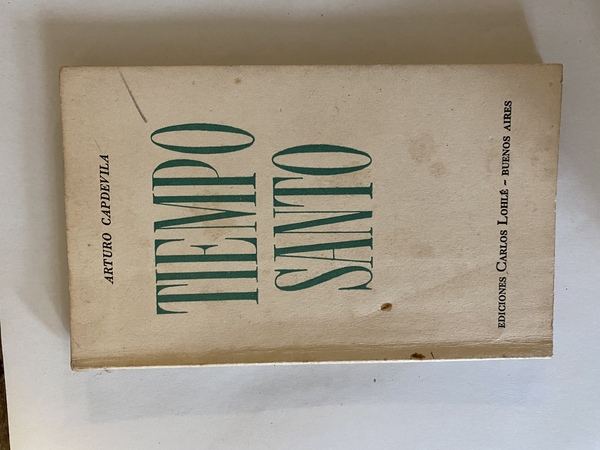 ARTURO CAPDEVILA
TIEMPO
SANTO
EDICIONES CARLOS LOHLÉ - BUENOS AIRES